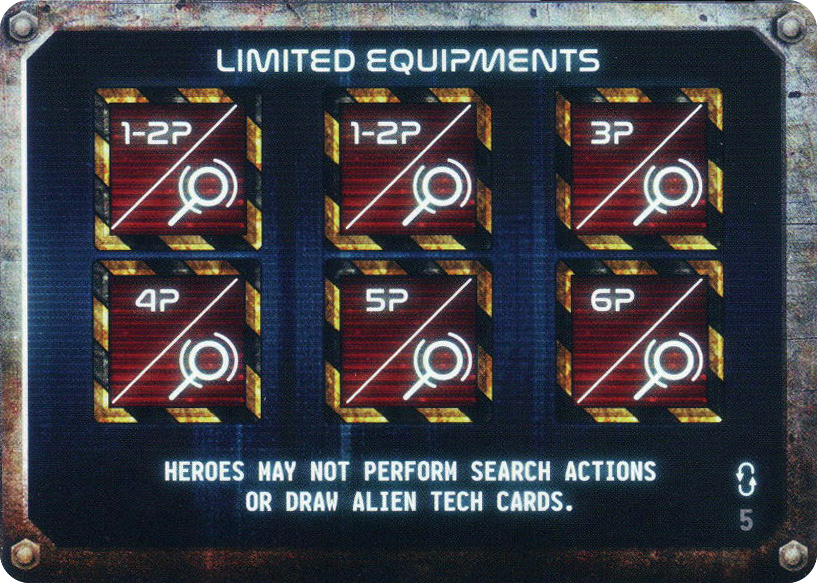 LIMITED EQUIPMENTS
1-2P
1-2P
3P
4P
5P
6P
HEROES MAY NOT PERFORM SEARCH ACTIONS
OR DRAW ALIEN TECH CARDS.
5